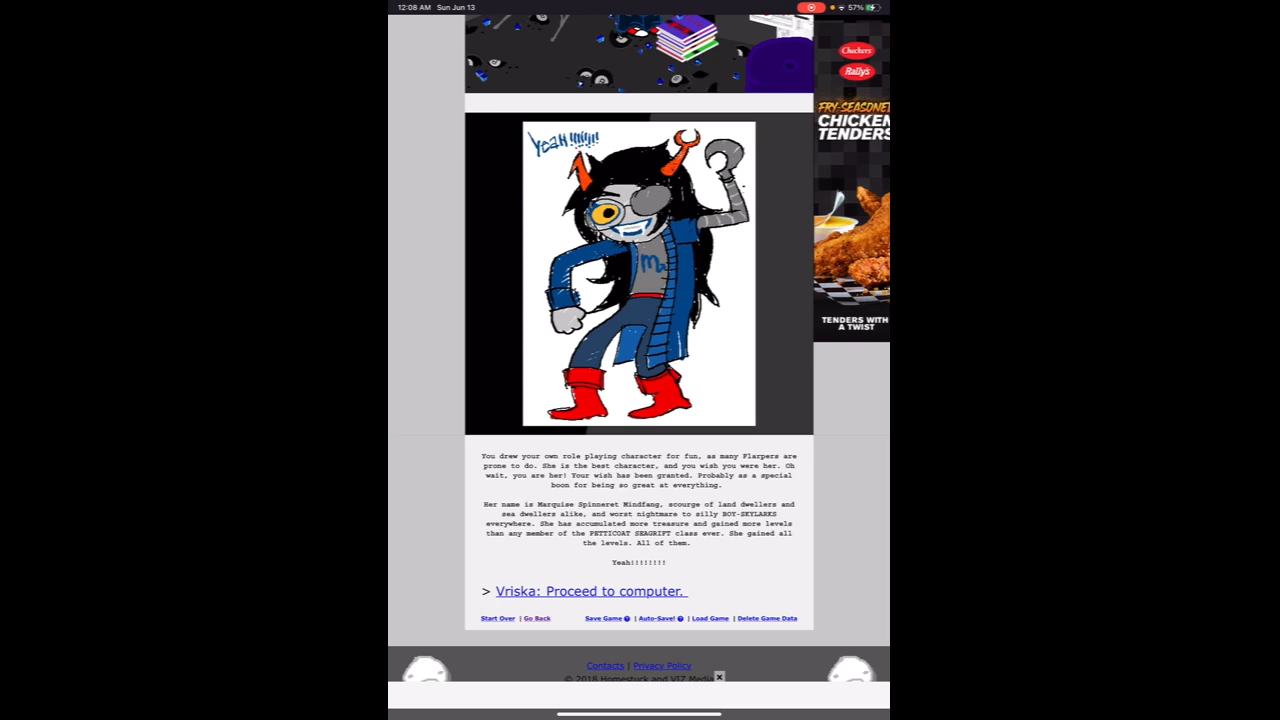 12:08 AM Sun Jun 13
57%
Checkers
Rally's
FRY-SEASONED
CHICKEN
TENDERS
Yeah!!!!!!!!
TENDERS WITH
A TWIST
You drew your own role playing character for fun, as many Flarpers are
prone to do. She is the best character, and you wish you were her. Oh
wait, you are her! Your wish has been granted. Probably as a special
boon for being so great at everything.
Her name is Marquise Spinneret Mindfang, scourge of land dwellers and
sea dwellers alike, and worst nightmare to silly BOY-SKYLARKS
everywhere. She has accumulated more treasure and gained more levels
than any member of the PETTICOAT SEAGRIFT class ever. She gained all
the levels. All of them.
Yeah!!!!!!!!
> Vriska: Proceed to computer.
Start Over | Go Back Save Game ? | Auto-Save! ? | Load Game | Delete Game Data
Contacts | Privacy Policy
© 2018 Homestuck and VIZ Media